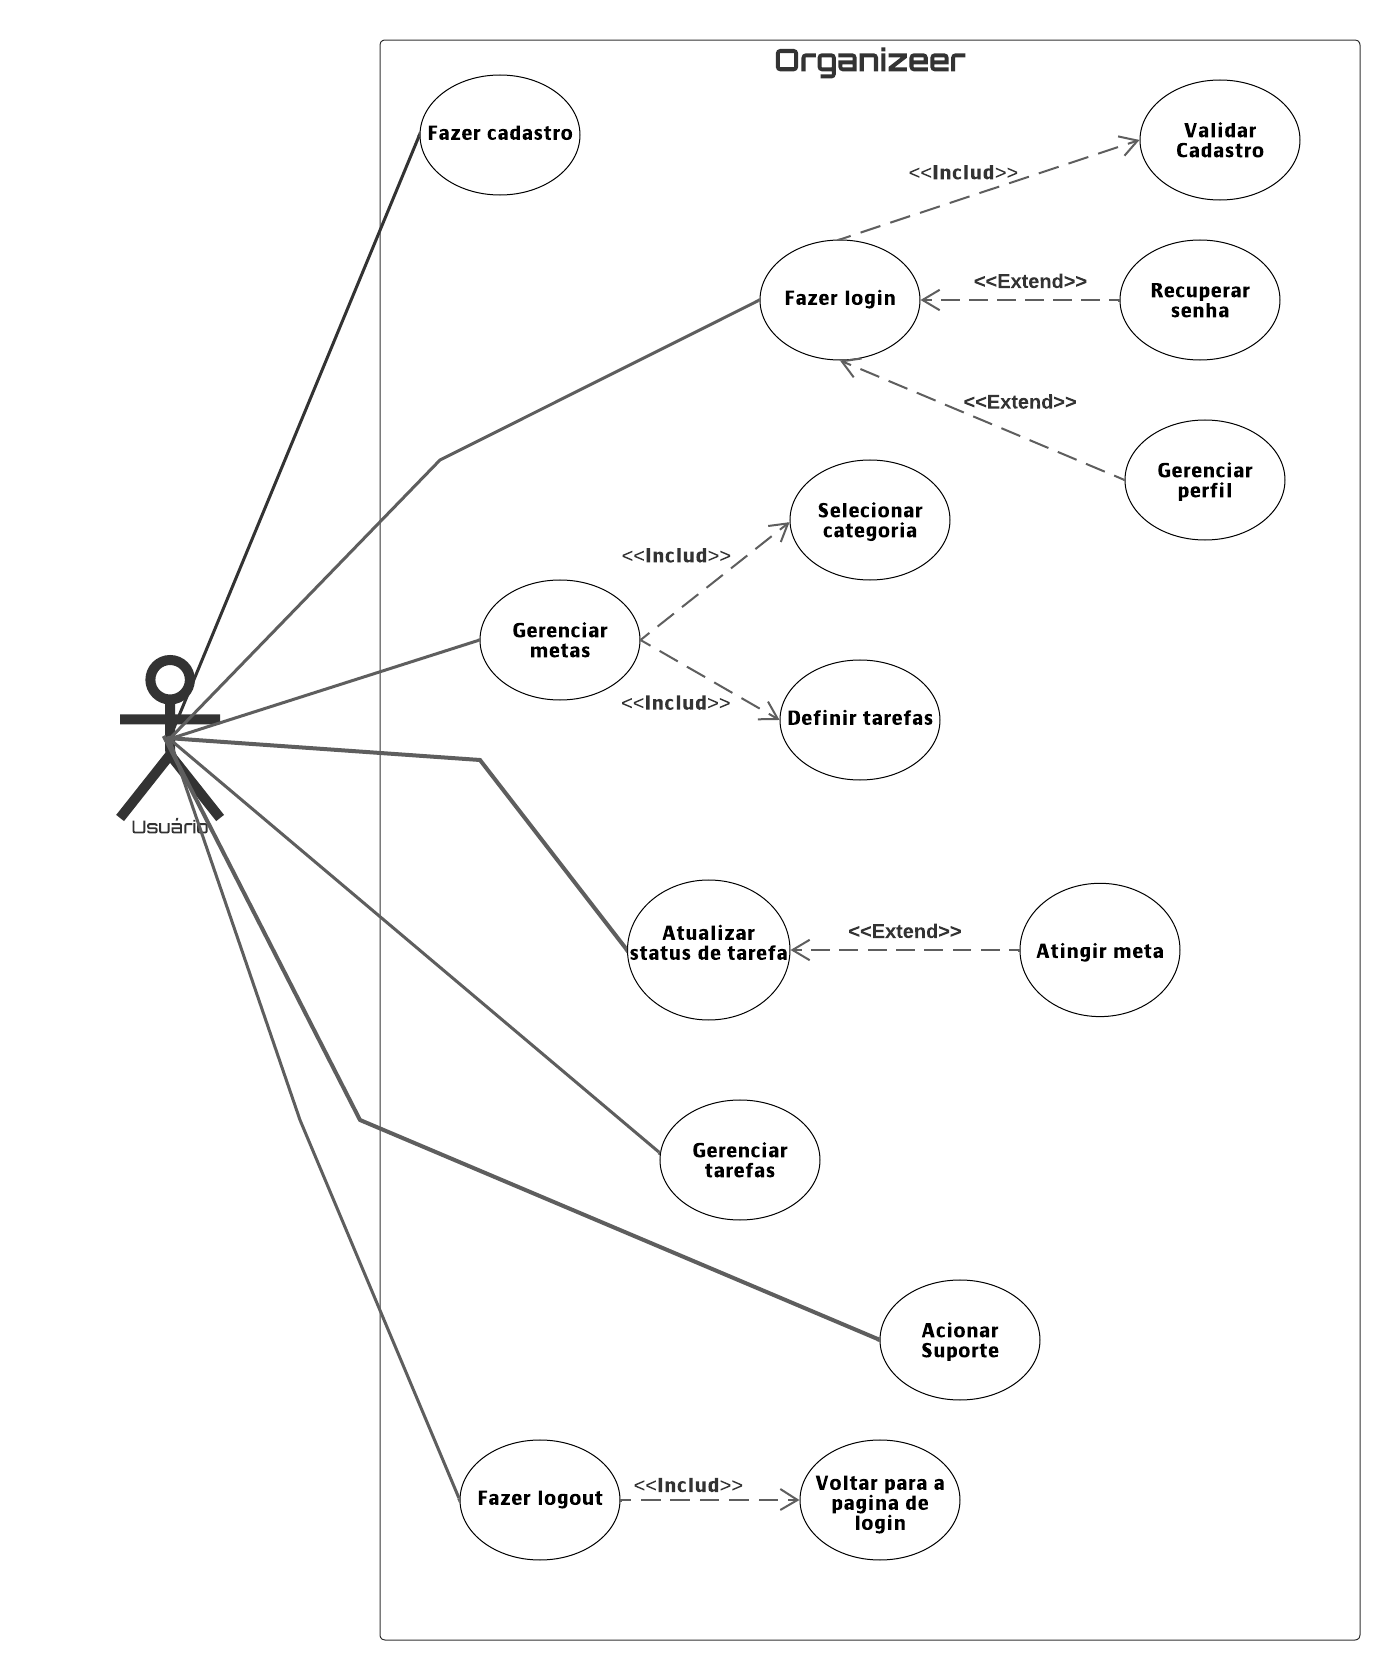 Organizeer
Fazer cadastro
Validar
Cadastro
<<Includ>>
Fazer login
<<Extend>>
Recuperar
senha
<<Extend>>
Gerenciar
perfil
Selecionar
categoria
<<Includ>>
Gerenciar
metas
<<Includ>>
Definir tarefas
Usuário
Atualizar
status de tarefa
<<Extend>>
Atingir meta
Gerenciar
tarefas
Acionar
Suporte
Fazer logout
<<Includ>>
Voltar para a
pagina de
login